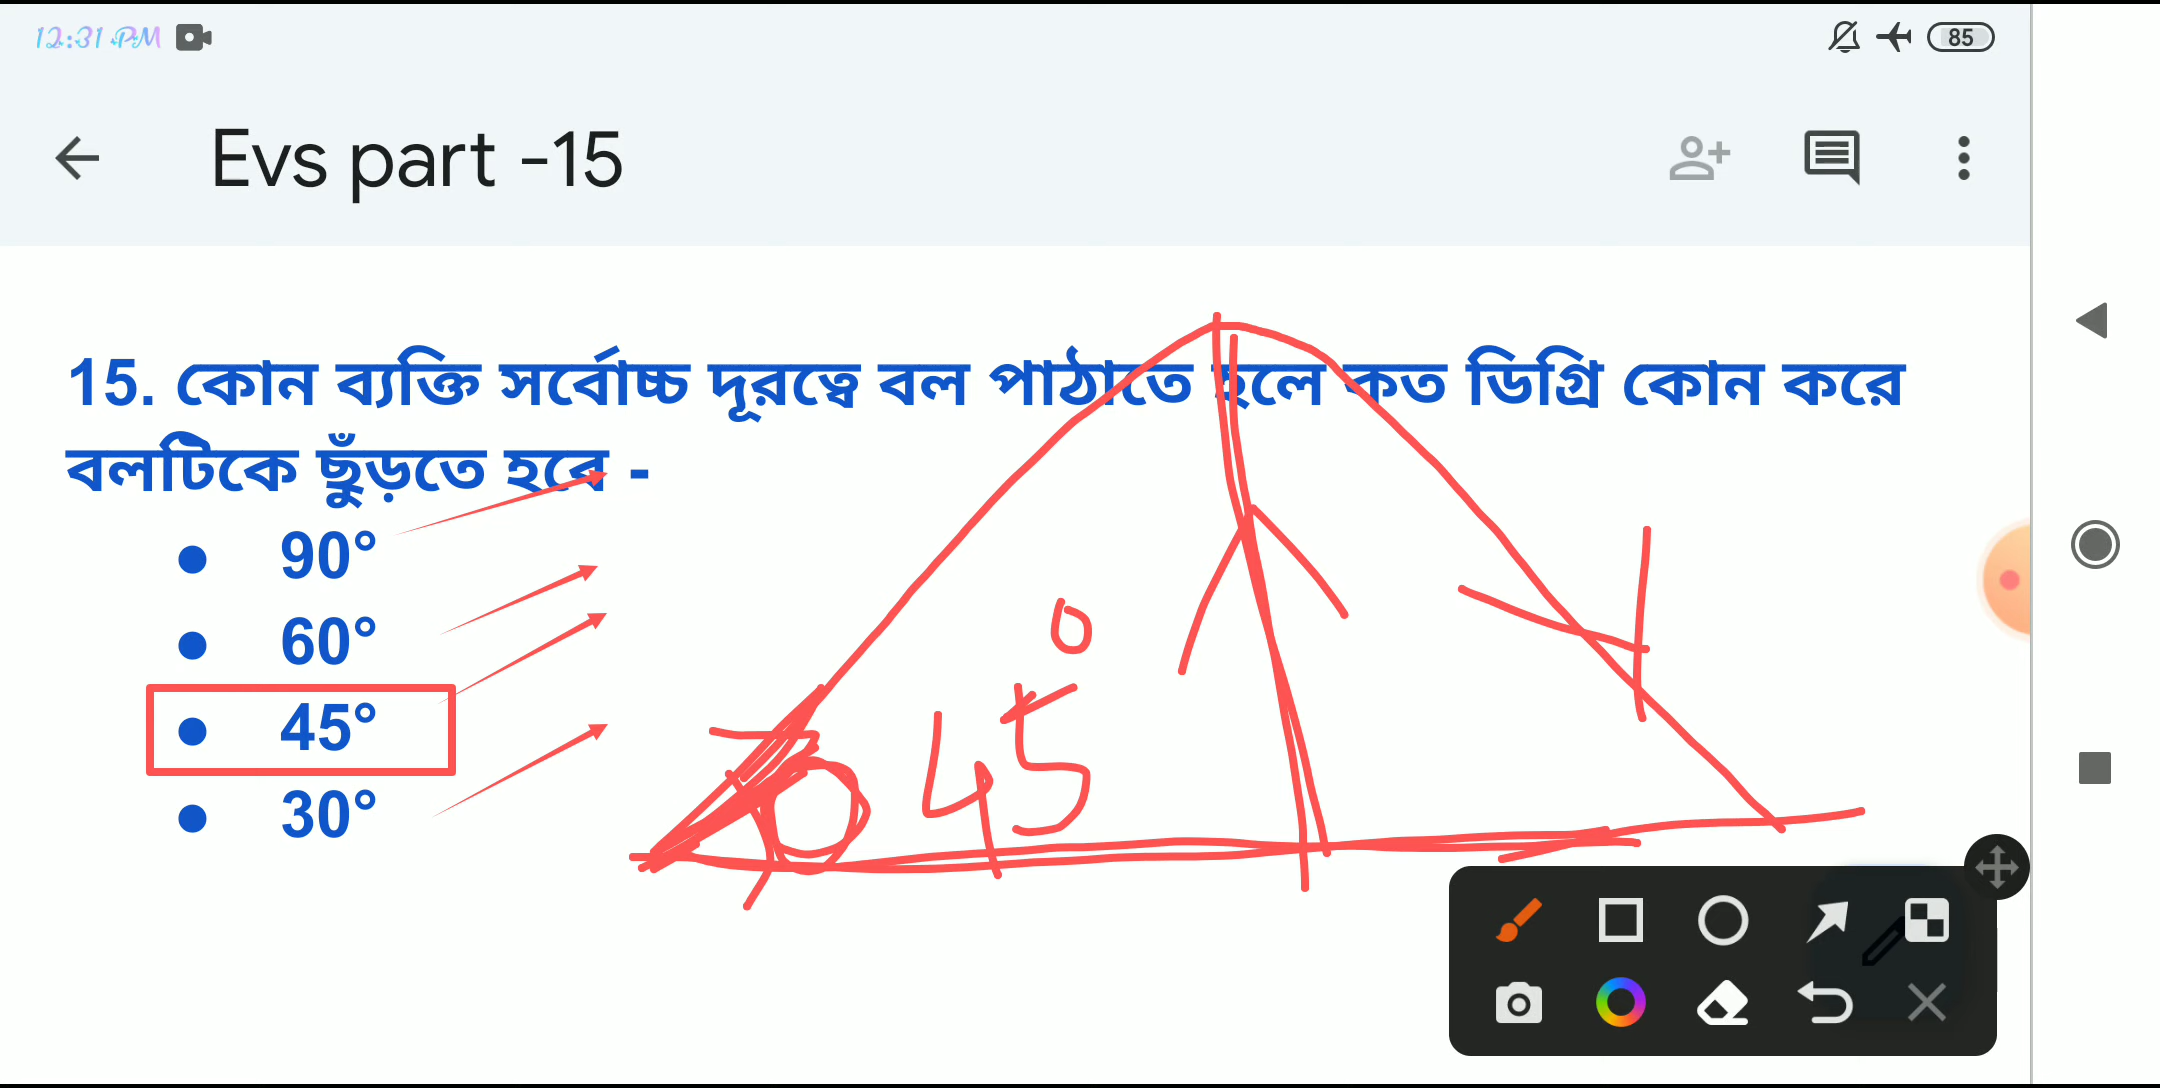 12:31 PM
85
Evs part -15
15. কোন ব্যক্তি সর্বোচ্চ দূরত্বে বল পাঠাতে হলে কত ডিগ্রি কোন করে
বলটিকে ছুঁড়তে হবে -
90°
60°
45°
45°
30°